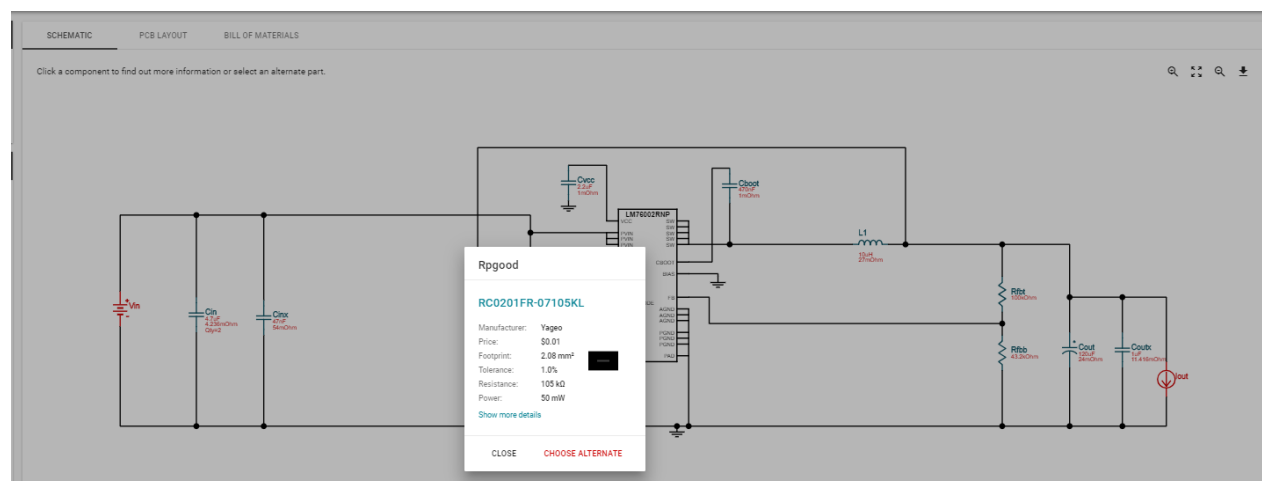 SCHEMATIC PCB LAYOUT BILL OF MATERIALS
Click a component to find out more information or select an alternate part.
Cvcc
2.2uF
1mOhm
Cboot
470nF
1mOhm
LM76002RNP
VCC SW
SW
PVIN SW
PVIN SW
PVIN SW
CBOOT
BIAS
FB
DE
AGND
AGND
AGND
PGND
PGND
PGND
PAD
L1
10uH
27mOhm
Vin
Cin
4.7uF
4.236mOhm
Qty=2
Cinx
47nF
54mOhm
Rpgood
RC0201FR-07105KL
Manufacturer: Yageo
Price: $0.01
Footprint: 2.08 mm²
Tolerance: 1.0%
Resistance: 105 kΩ
Power: 50 mW
Show more details
CLOSE CHOOSE ALTERNATE
Rfbt
100kOhm
Rfbb
43.2kOhm
Cout
120uF
24mOhm
Coutx
1uF
11.418mOhm
Iout